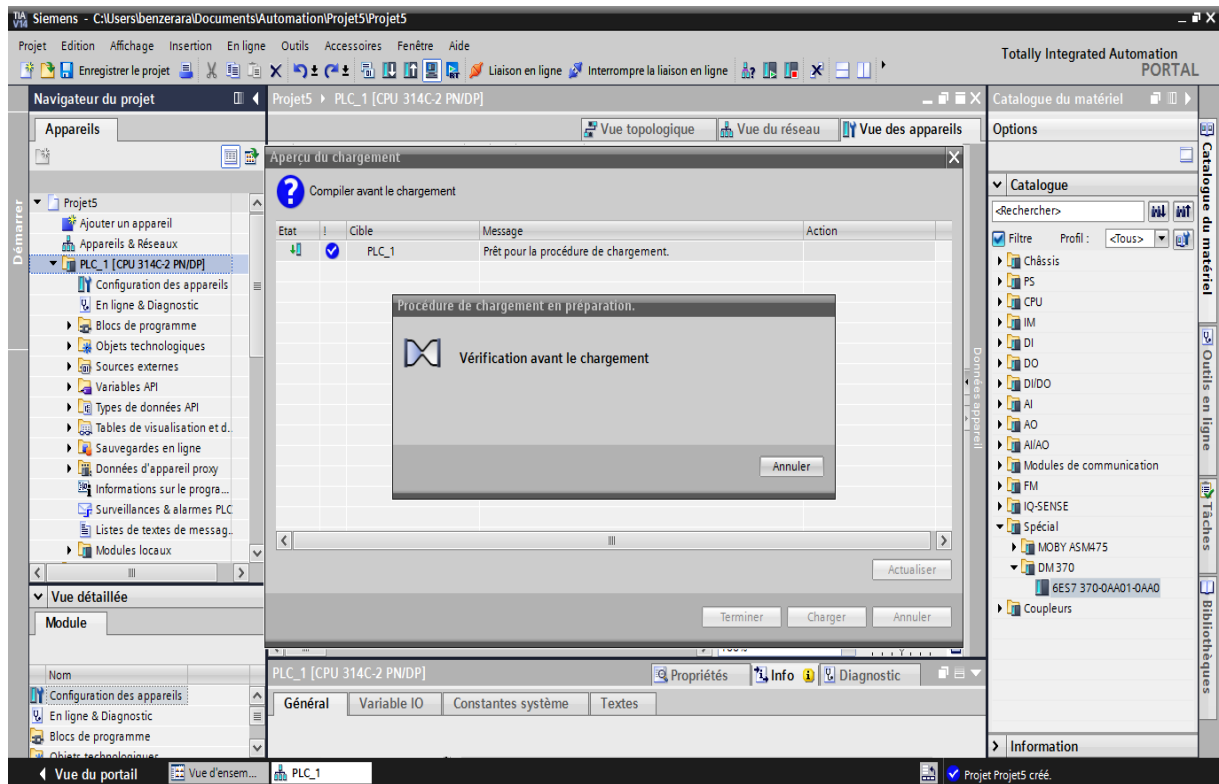 TIA V14 Siemens - C:\Users\benzerara\Documents\Automation\Projet5\Projet5
Projet Edition Affichage Insertion En ligne Outils Accessoires Fenêtre Aide
Totally Integrated Automation
PORTAL
Enregistrer le projet Liaison en ligne Interrompre la liaison en ligne
Navigateur du projet
Projet5 PLC_1 [CPU 314C-2 PN/DP]
Catalogue du matériel
Appareils
Vue topologique Vue du réseau Vue des appareils
Options
Démarrer
Projet5
Ajouter un appareil
Appareils & Réseaux
PLC_1 [CPU 314C-2 PN/DP]
Configuration des appareils
En ligne & Diagnostic
Blocs de programme
Objets technologiques
Sources externes
Variables API
Types de données API
Tables de visualisation et d..
Sauvegardes en ligne
Données d'appareil proxy
Informations sur le progra...
Surveillances & alarmes PLC
Listes de textes de messag..
Modules locaux
Vue détaillée
Module
Nom
Configuration des appareils
En ligne & Diagnostic
Blocs de programme
Objets technologiques
Aperçu du chargement
Compiler avant le chargement
Etat ! Cible Message Action
PLC_1 Prêt pour la procédure de chargement.
Procédure de chargement en préparation.
Vérification avant le chargement
Annuler
Actualiser
Terminer Charger Annuler
Données appareil
100%
PLC_1 [CPU 314C-2 PN/DP]
Propriétés Info Diagnostic
Général Variable IO Constantes système Textes
Catalogue
<Rechercher>
Filtre Profil : <Tous>
Châssis
PS
CPU
IM
DI
DO
DI/DO
AI
AO
AI/AO
Modules de communication
FM
IQ-SENSE
Spécial
MOBY ASM475
DM 370
6ES7 370-0AA01-0AA0
Coupleurs
Information
Catalogue du matériel
Outils en ligne
Tâches
Bibliothèques
Vue du portail Vue d'ensem... PLC_1
Projet Projet5 créé.